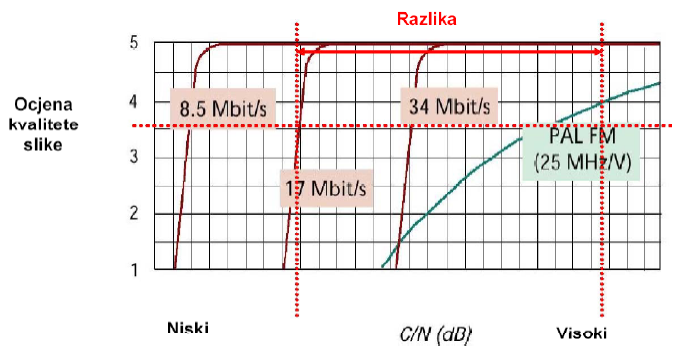 Razlika
5
Ocjena
kvalitete
slike
4
8.5 Mbit/s
34 Mbit/s
3
PAL FM
(25 MHz/V)
17 Mbit/s
2
1
Niski
C/N (dB)
Visoki